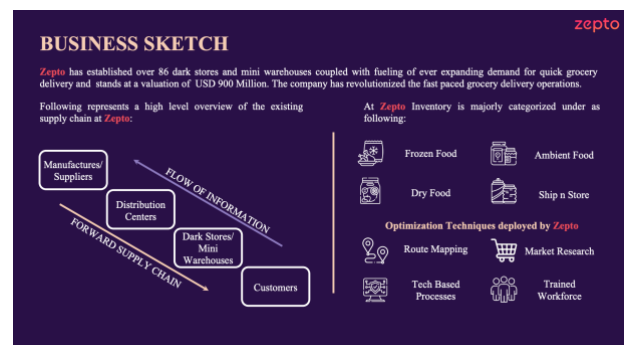 zepto
BUSINESS SKETCH
Zepto has established over 86 dark stores and mini warehouses coupled with fueling of ever expanding demand for quick grocery
delivery and stands at a valuation of USD 900 Million. The company has revolutionized the fast paced grocery delivery operations.
Following represents a high level overview of the existing
supply chain at Zepto:
Manufactures/
Suppliers
Distribution
Centers
Dark Stores/
Mini
Warehouses
Customers
FLOW OF INFORMATION
FORWARD SUPPLY CHAIN
At Zepto Inventory is majorly categorized under as
following:
Frozen Food
Ambient Food
Dry Food
Ship n Store
Optimization Techniques deployed by Zepto
Route Mapping
Market Research
Tech Based
Processes
Trained
Workforce